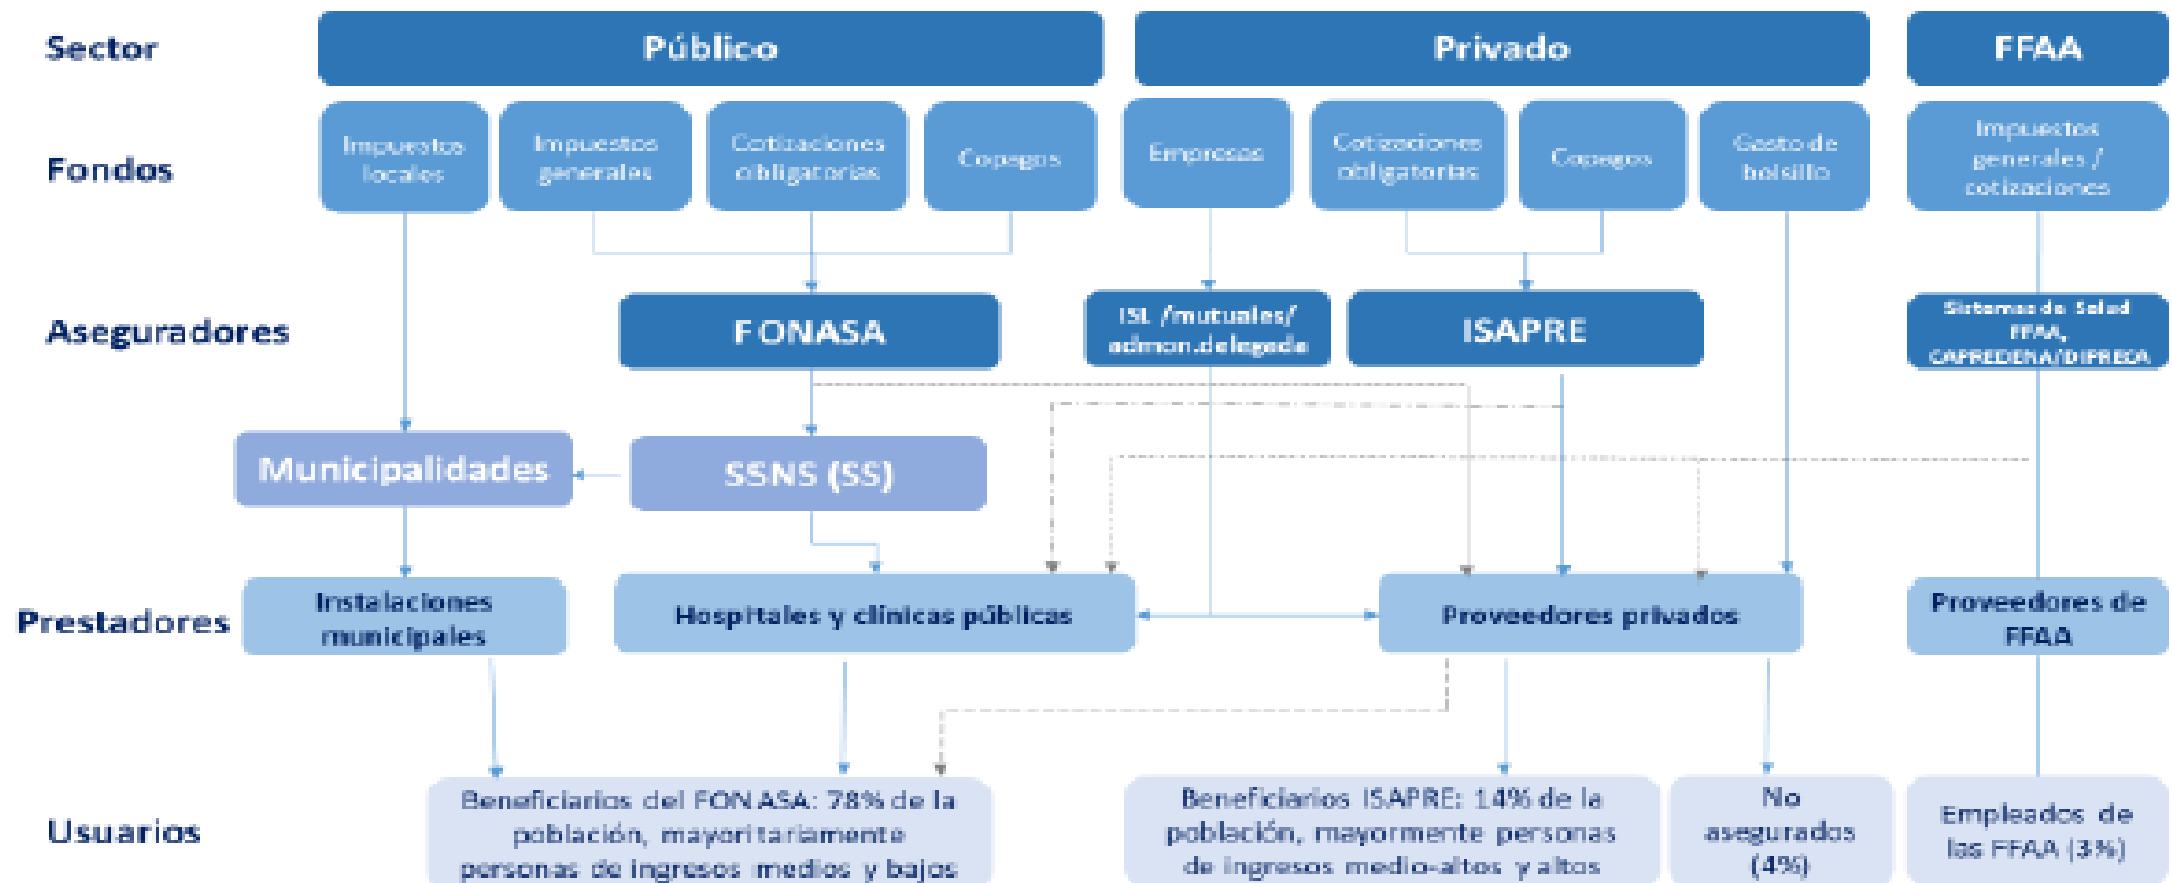 Sector
Público
Privado
FFAA
Fondos
Impuestos
locales
Impuestos
generales
Cotizaciones
obligatorias
Copagos
Empresas
Cotizaciones
obligatorias
Copagos
Gasto de
bolsillo
Impuestos
generales /
cotizaciones
Aseguradores
FONASA
ISL /mutuales/
admon.delegada
ISAPRE
Sistemas de Salud
FFAA,
CAPREDENA/DIPRECA
Municipalidades
SSNS (SS)
Prestadores
Instalaciones
municipales
Hospitales y clínicas públicas
Proveedores privados
Proveedores de
FFAA
Usuarios
Beneficiarios del FONASA: 78% de la
población, mayoritariamente
personas de ingresos medios y bajos
Beneficiarios ISAPRE: 14% de la
población, mayormente personas
de ingresos medio-altos y altos
No
asegurados
(4%)
Empleados de
las FFAA (3%)